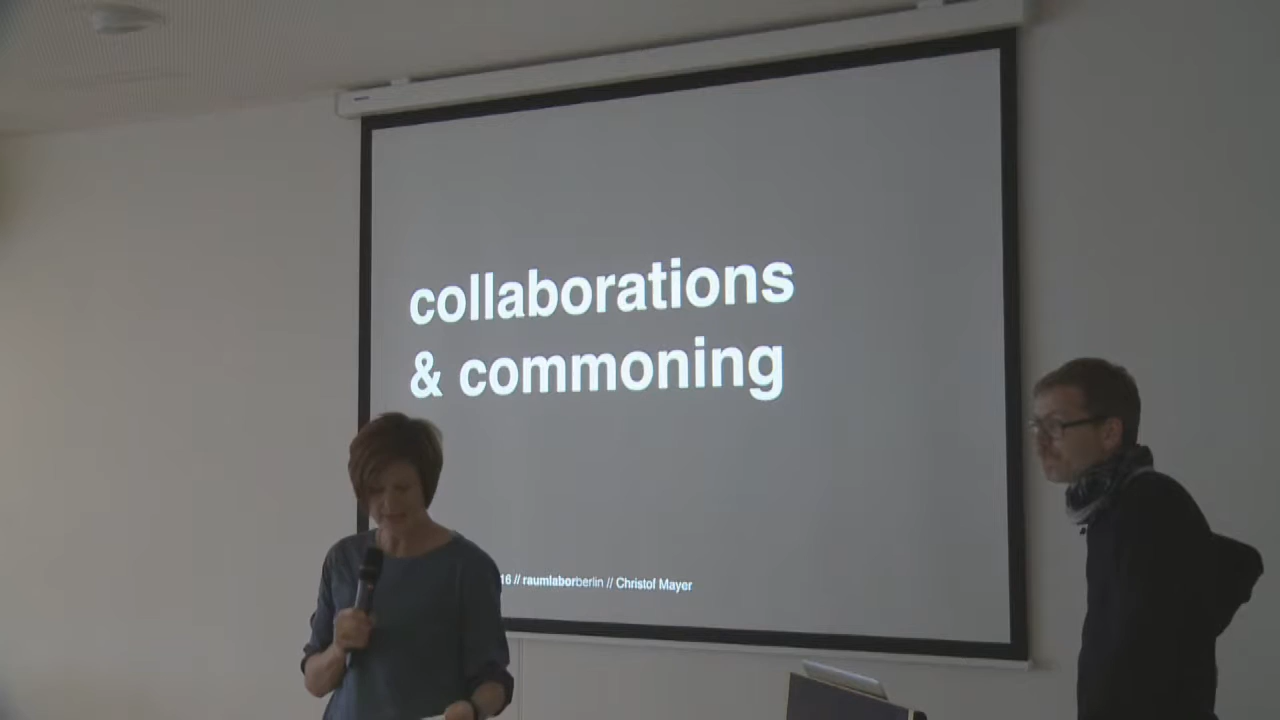 collaborations
& commoning
16 // raumlaborberlin // Christof Mayer